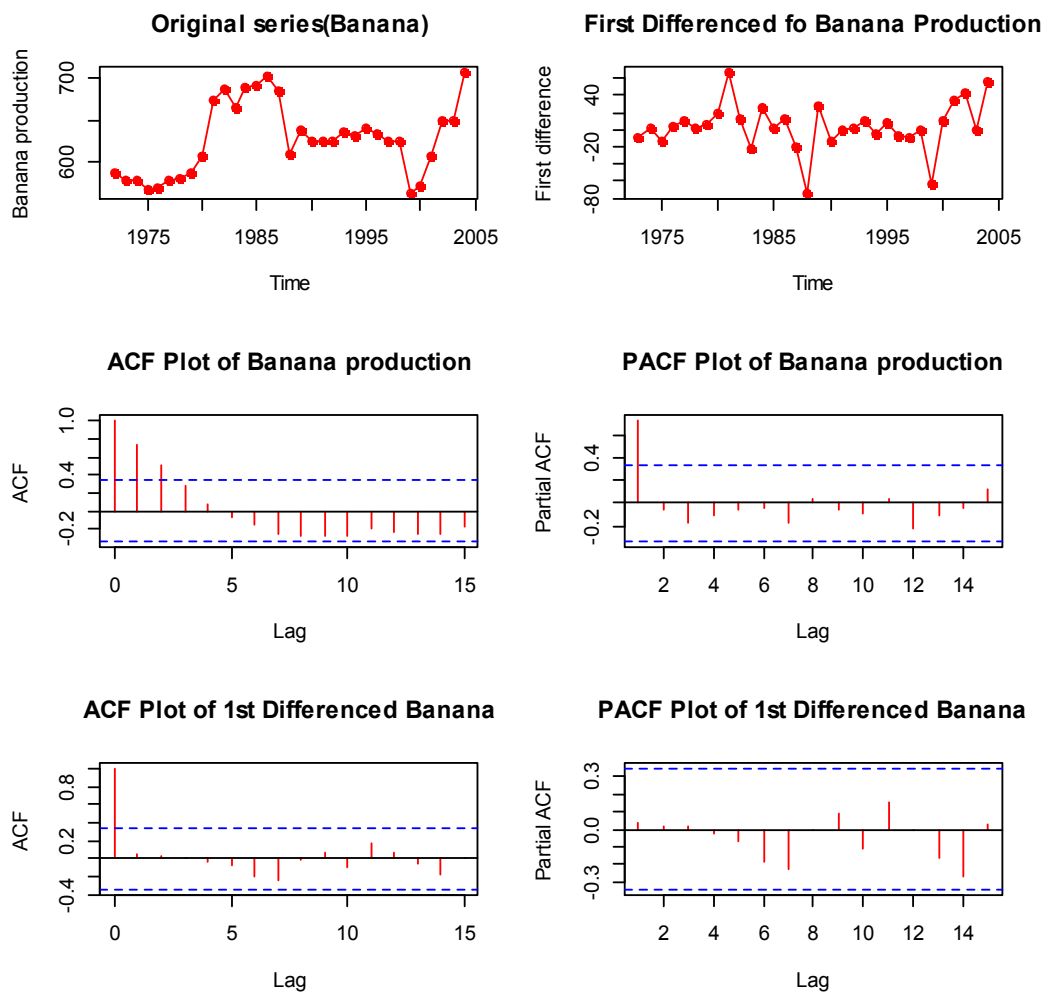 Original series(Banana)
Banana production
700
600
1975 1985 1995 2005
Time
First Differenced fo Banana Production
First difference
40
-20
-80
1975 1985 1995 2005
Time
ACF Plot of Banana production
ACF
1.0
0.4
-0.2
0 5 10 15
Lag
PACF Plot of Banana production
Partial ACF
0.4
-0.2
2 4 6 8 10 12 14
Lag
ACF Plot of 1st Differenced Banana
ACF
0.8
0.2
-0.4
0 5 10 15
Lag
PACF Plot of 1st Differenced Banana
Partial ACF
0.3
0.0
-0.3
2 4 6 8 10 12 14
Lag